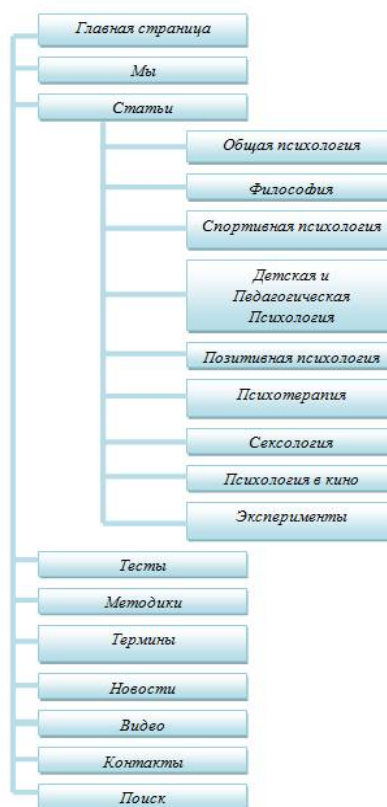 Главная страница
Мы
Статьи
Общая психология
Философия
Спортивная психология
Детская и
Педагогическая
Психология
Позитивная психология
Психотерапия
Сексология
Психология в кино
Эксперименты
Тесты
Методики
Термины
Новости
Видео
Контакты
Поиск